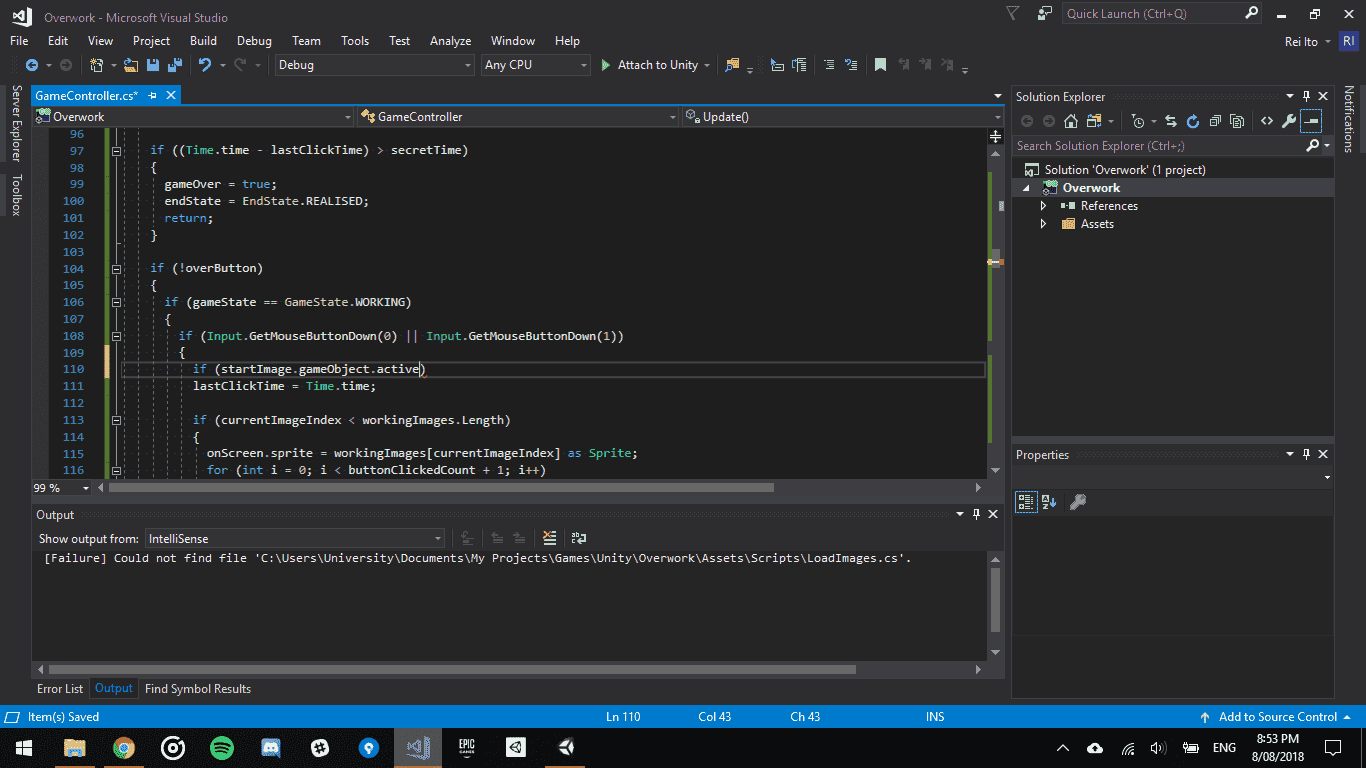 Overwork - Microsoft Visual Studio
Quick Launch (Ctrl+Q)
File Edit View Project Build Debug Team Tools Test Analyze Window Help
Rei Ito RI
Debug Any CPU Attach to Unity
Server Explorer
Toolbox
GameController.cs*
Overwork GameController Update()
96
97 if ((Time.time - lastClickTime) > secretTime)
98 {
99 gameOver = true;
100 endState = EndState.REALISED;
101 return;
102 }
103
104 if (!overButton)
105 {
106 if (gameState == GameState.WORKING)
107 {
108 if (Input.GetMouseButtonDown(0) || Input.GetMouseButtonDown(1))
109 {
110 if (startImage.gameObject.active)
111 lastClickTime = Time.time;
112
113 if (currentImageIndex < workingImages.Length)
114 {
115 onScreen.sprite = workingImages[currentImageIndex] as Sprite;
116 for (int i = 0; i < buttonClickedCount + 1; i++)
99 %
Output
Show output from: IntelliSense
[Failure] Could not find file 'C:\Users\University\Documents\My Projects\Games\Unity\Overwork\Assets\Scripts\LoadImages.cs'.
Error List Output Find Symbol Results
Solution Explorer
Search Solution Explorer (Ctrl+;)
Solution 'Overwork' (1 project)
Overwork
References
Assets
Properties
Notifications
Item(s) Saved Ln 110 Col 43 Ch 43 INS Add to Source Control
EPIC GAMES
ENG
8:53 PM
8/08/2018